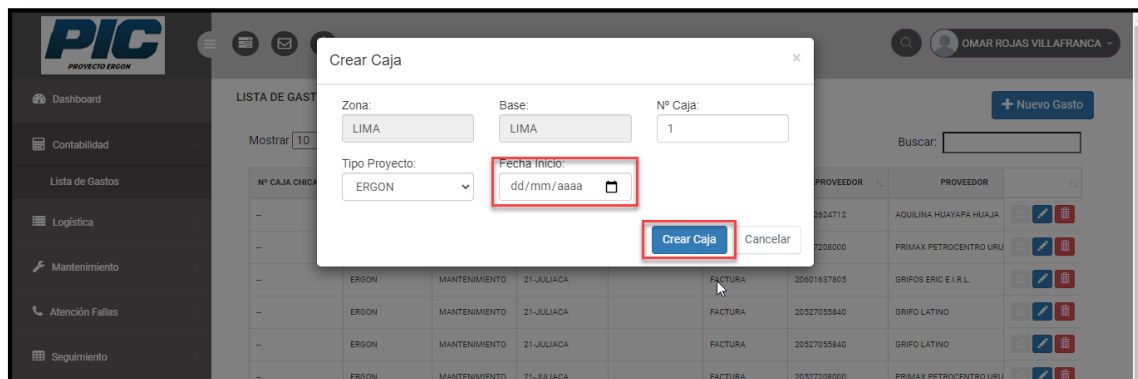 PIC
PROYECTO ERGON
OMAR ROJAS VILLAFRANCA
Dashboard
Contabilidad
Lista de Gastos
Logística
Mantenimiento
Atención Fallas
Seguimiento
LISTA DE GAST
+ Nuevo Gasto
Mostrar 10
Buscar:
Crear Caja ×
Zona: Base: Nº Caja:
LIMA LIMA 1
Tipo Proyecto: Fecha Inicio:
ERGON dd/mm/aaaa
Crear Caja Cancelar
Nº CAJA CHICA PROVEEDOR PROVEEDOR
– 2624712 AQUILINA HUAYAPA HUAJA
– 7208000 PRIMAX PETROCENTRO URU
– ERGON MANTENIMIENTO 21-JULIACA FACTURA 20601637805 GRIFOS ERIC E.I.R.L.
– ERGON MANTENIMIENTO 21-JULIACA FACTURA 20527055840 GRIFO LATINO
– ERGON MANTENIMIENTO 21-JULIACA FACTURA 20527055840 GRIFO LATINO
– ERGON MANTENIMIENTO 21-JULIACA FACTURA 20527208000 PRIMAX PETROCENTRO URU